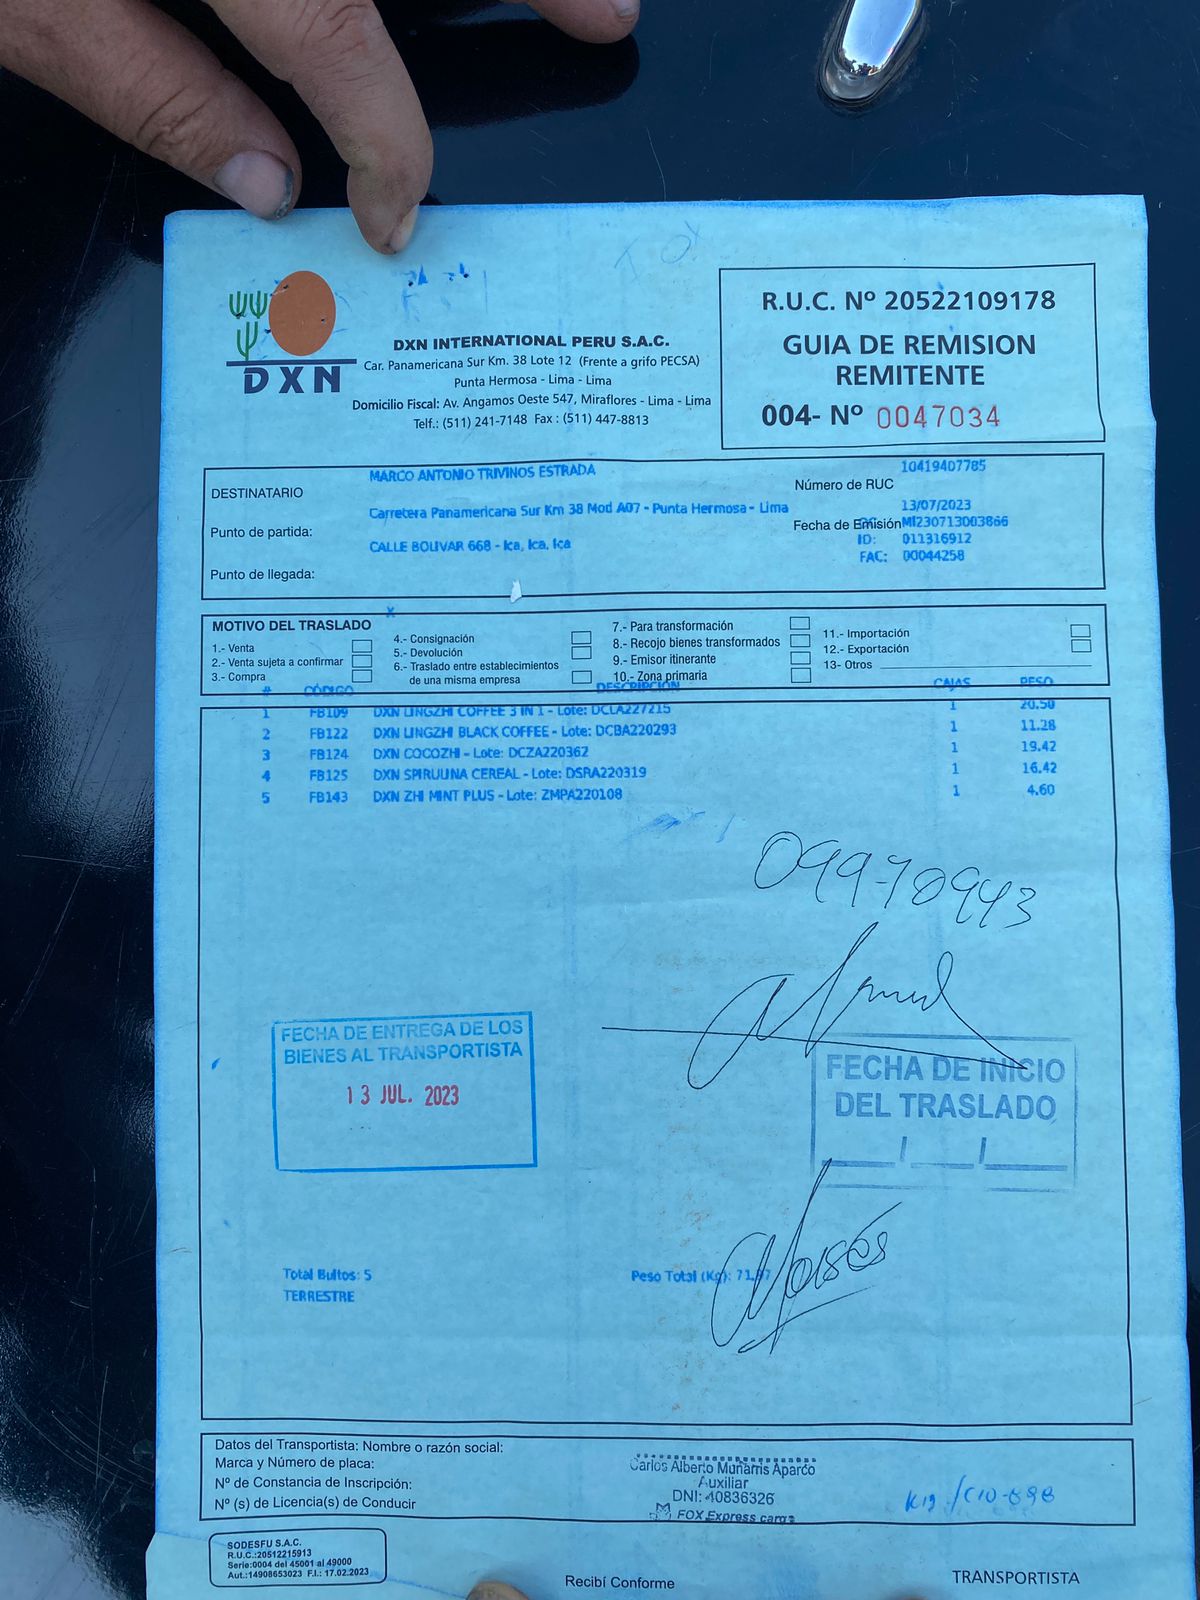 DXN
DXN INTERNATIONAL PERU S.A.C.
Car. Panamericana Sur Km. 38 Lote 12 (Frente a grifo PECSA)
Punta Hermosa - Lima - Lima
Domicilio Fiscal: Av. Angamos Oeste 547, Miraflores - Lima - Lima
Telf.: (511) 241-7148 Fax : (511) 447-8813
R.U.C. Nº 20522109178
GUIA DE REMISION
REMITENTE
004- Nº 0047034
DESTINATARIO MARCO ANTONIO TRIVINOS ESTRADA
Número de RUC 10419407785
Punto de partida: Carretera Panamericana Sur Km 38 Mod A07 - Punta Hermosa - Lima
Fecha de Emisión 13/07/2023
MI230713003866
ID: 011316912
FAC: 00044258
Punto de llegada: CALLE BOLIVAR 668 - Ica, Ica, Ica
MOTIVO DEL TRASLADO x
1.- Venta
2.- Venta sujeta a confirmar
3.- Compra
4.- Consignación
5.- Devolución
6.- Traslado entre establecimientos
de una misma empresa
7.- Para transformación
8.- Recojo bienes transformados
9.- Emisor itinerante
10.- Zona primaria
11.- Importación
12.- Exportación
13- Otros
# CÓDIGO DESCRIPCIÓN CAJAS PESO
1 FB109 DXN LINGZHI COFFEE 3 IN 1 - Lote: DCLA227215 1 20.50
2 FB122 DXN LINGZHI BLACK COFFEE - Lote: DCBA220293 1 11.28
3 FB124 DXN COCOZHI - Lote: DCZA220362 1 19.42
4 FB125 DXN SPIRULINA CEREAL - Lote: DSRA220319 1 16.42
5 FB143 DXN ZHI MINT PLUS - Lote: ZMPA220108 1 4.60
09970943
FECHA DE ENTREGA DE LOS
BIENES AL TRANSPORTISTA
13 JUL. 2023
FECHA DE INICIO
DEL TRASLADO
Moisés
Total Bultos: 5
Peso Total (Kg): 71.97
TERRESTRE
Datos del Transportista: Nombre o razón social:
Marca y Número de placa:
Nº de Constancia de Inscripción:
Nº (s) de Licencia(s) de Conducir
Carlos Alberto Munarris Aparco
Auxiliar
DNI: 40836326
FOX Express cargo
SODESFU S.A.C.
R.U.C.:20512215913
Serie:0004 del 45001 al 49000
Aut.:14908653023 F.I.: 17.02.2023
Recibí Conforme
TRANSPORTISTA